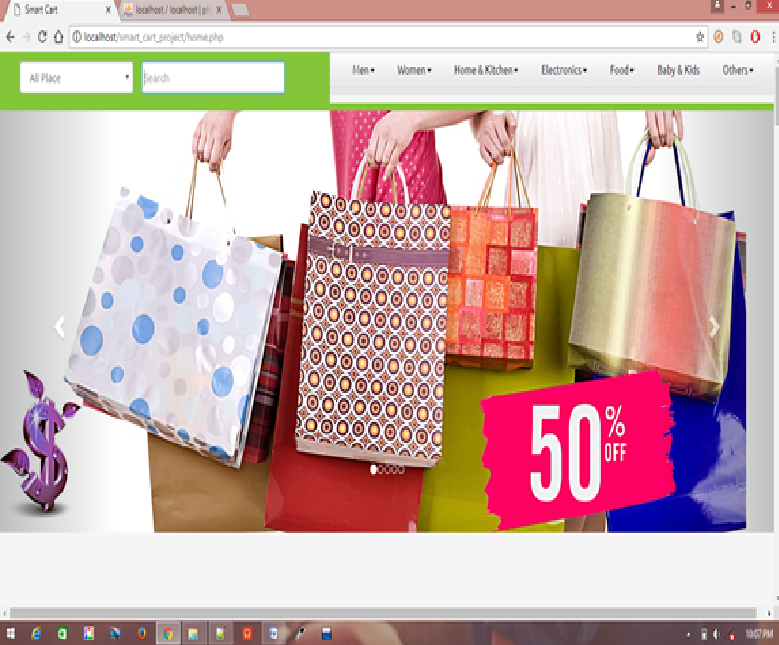 Smart Cart
localhost / localhost | ph
localhost/smart_cart_project/home.php
All Place
Search
Men
Women
Home & Kitchen
Electronics
Food
Baby & Kids
Others
50% OFF
10:07 PM